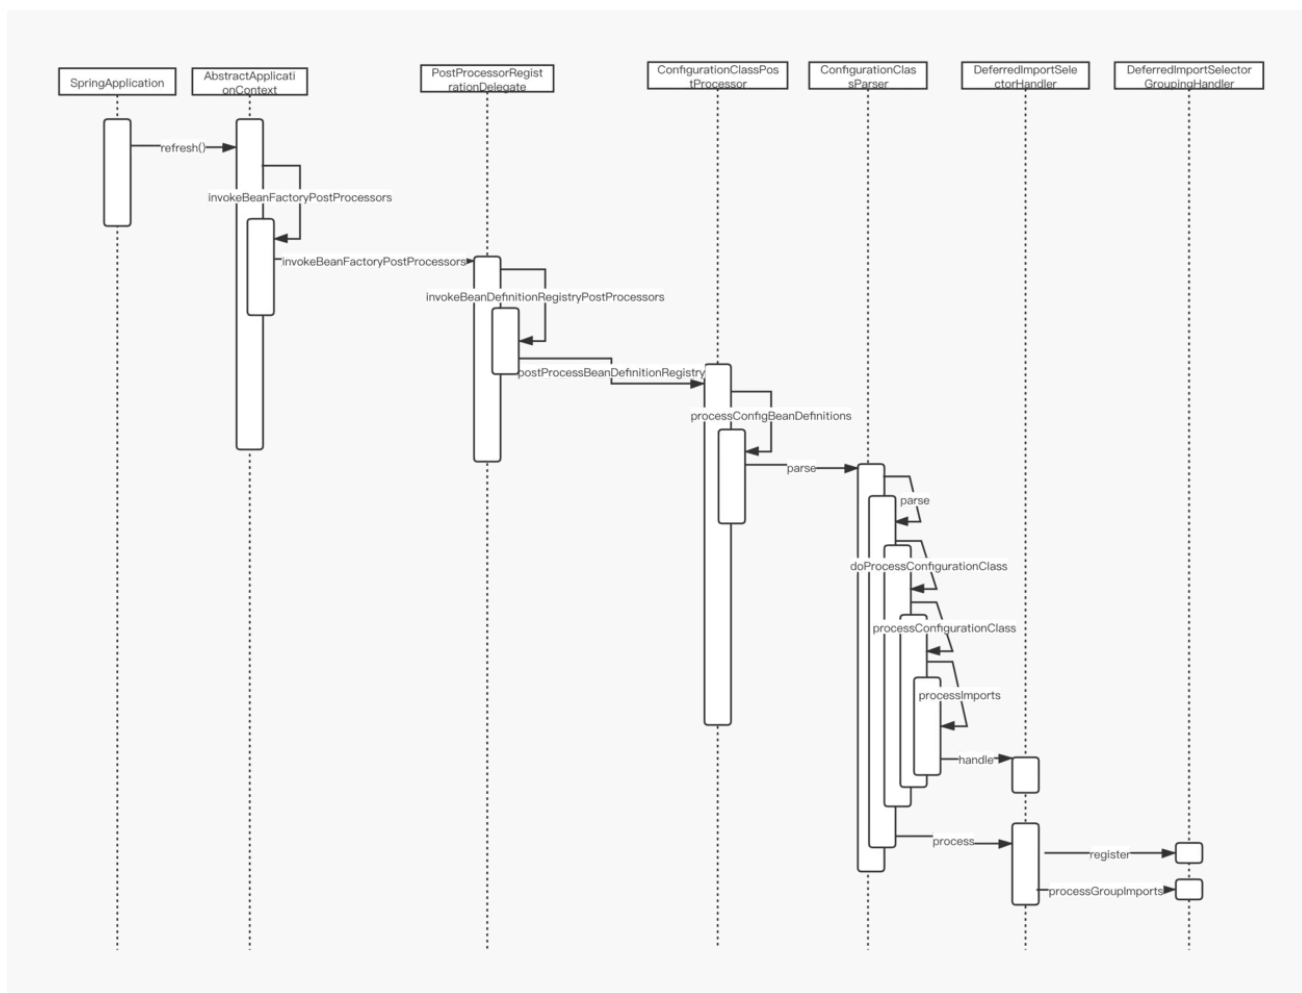 SpringApplication
AbstractApplicati
onContext
PostProcessorRegist
rationDelegate
ConfigurationClassPos
tProcessor
ConfigurationClas
sParser
DeferredImportSele
ctorHandler
DeferredImportSelector
GroupingHandler
refresh()
invokeBeanFactoryPostProcessors
invokeBeanFactoryPostProcessors
invokeBeanDefinitionRegistryPostProcessors
postProcessBeanDefinitionRegistry
processConfigBeanDefinitions
parse
parse
doProcessConfigurationClass
processConfigurationClass
processImports
handle
process
register
processGroupImports